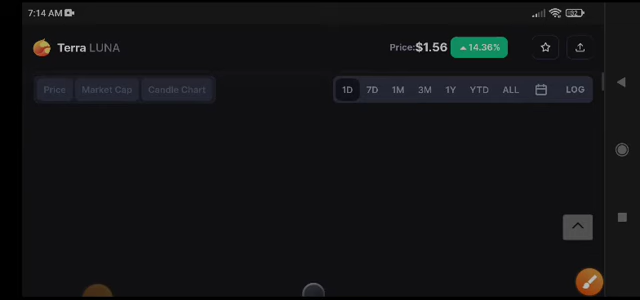 7:14 AM
Terra LUNA
Price:$1.56 14.36%
Price Market Cap Candle Chart
1D 7D 1M 3M 1Y YTD ALL LOG